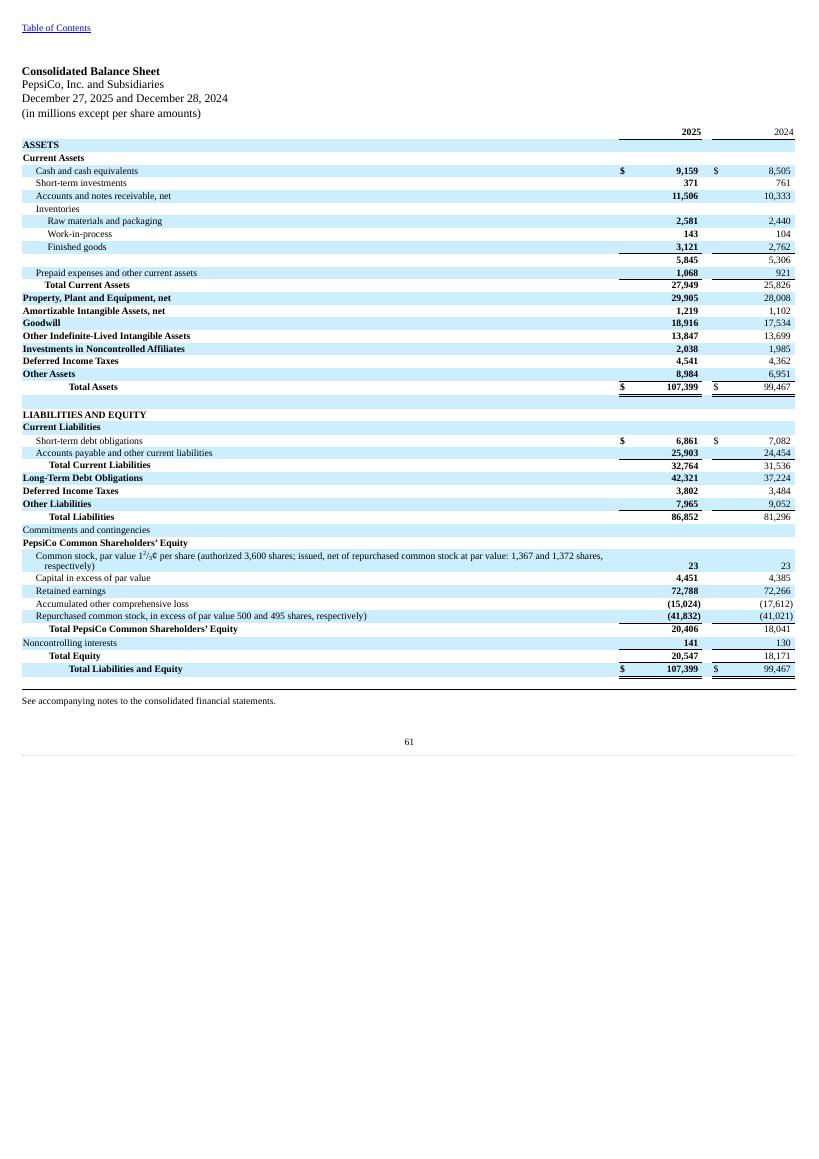 Table of Contents
Consolidated Balance Sheet
PepsiCo, Inc. and Subsidiaries
December 27, 2025 and December 28, 2024
(in millions except per share amounts)
2025 2024
ASSETS
Current Assets
Cash and cash equivalents $ 9,159 $ 8,505
Short-term investments 371 761
Accounts and notes receivable, net 11,506 10,333
Inventories
Raw materials and packaging 2,581 2,440
Work-in-process 143 104
Finished goods 3,121 2,762
5,845 5,306
Prepaid expenses and other current assets 1,068 921
Total Current Assets 27,949 25,826
Property, Plant and Equipment, net 29,905 28,008
Amortizable Intangible Assets, net 1,219 1,102
Goodwill 18,916 17,534
Other Indefinite-Lived Intangible Assets 13,847 13,699
Investments in Noncontrolled Affiliates 2,038 1,985
Deferred Income Taxes 4,541 4,362
Other Assets 8,984 6,951
Total Assets $ 107,399 $ 99,467
LIABILITIES AND EQUITY
Current Liabilities
Short-term debt obligations $ 6,861 $ 7,082
Accounts payable and other current liabilities 25,903 24,454
Total Current Liabilities 32,764 31,536
Long-Term Debt Obligations 42,321 37,224
Deferred Income Taxes 3,802 3,484
Other Liabilities 7,965 9,052
Total Liabilities 86,852 81,296
Commitments and contingencies
PepsiCo Common Shareholders’ Equity
Common stock, par value 1²/₃¢ per share (authorized 3,600 shares; issued, net of repurchased common stock at par value: 1,367 and 1,372 shares,
respectively) 23 23
Capital in excess of par value 4,451 4,385
Retained earnings 72,788 72,266
Accumulated other comprehensive loss (15,024) (17,612)
Repurchased common stock, in excess of par value 500 and 495 shares, respectively) (41,832) (41,021)
Total PepsiCo Common Shareholders’ Equity 20,406 18,041
Noncontrolling interests 141 130
Total Equity 20,547 18,171
Total Liabilities and Equity $ 107,399 $ 99,467
See accompanying notes to the consolidated financial statements.
61